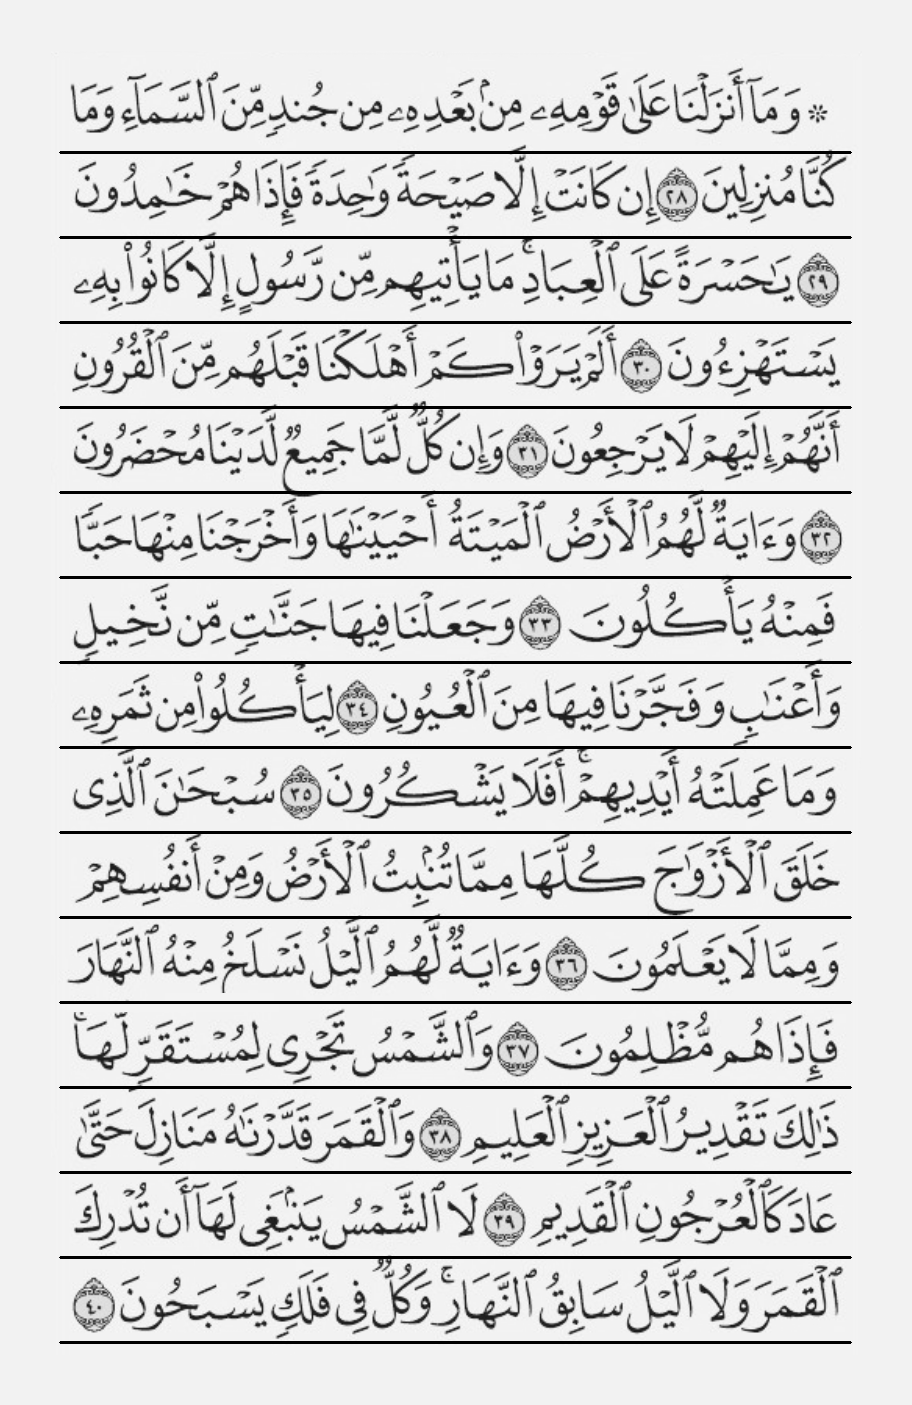 ۞ وَمَآ أَنزَلْنَا عَلَىٰ قَوْمِهِۦ مِنۢ بَعْدِهِۦ مِن جُندٍ مِّنَ ٱلسَّمَآءِ وَمَا
كُنَّا مُنزِلِينَ ٢٨ إِن كَانَتْ إِلَّا صَيْحَةً وَٰحِدَةً فَإِذَا هُمْ خَـٰمِدُونَ
٢٩ يَـٰحَسْرَةً عَلَى ٱلْعِبَادِ ۚ مَا يَأْتِيهِم مِّن رَّسُولٍ إِلَّا كَانُوا۟ بِهِۦ
يَسْتَهْزِءُونَ ٣٠ أَلَمْ يَرَوْا۟ كَمْ أَهْلَكْنَا قَبْلَهُم مِّنَ ٱلْقُرُونِ
أَنَّهُمْ إِلَيْهِمْ لَا يَرْجِعُونَ ٣١ وَإِن كُلٌّ لَّمَّا جَمِيعٌ لَّدَيْنَا مُحْضَرُونَ
٣٢ وَءَايَةٌ لَّهُمُ ٱلْأَرْضُ ٱلْمَيْتَةُ أَحْيَيْنَـٰهَا وَأَخْرَجْنَا مِنْهَا حَبًّا
فَمِنْهُ يَأْكُلُونَ ٣٣ وَجَعَلْنَا فِيهَا جَنَّـٰتٍ مِّن نَّخِيلٍ
وَأَعْنَـٰبٍ وَفَجَّرْنَا فِيهَا مِنَ ٱلْعُيُونِ ٣٤ لِيَأْكُلُوا۟ مِن ثَمَرِهِۦ
وَمَا عَمِلَتْهُ أَيْدِيهِمْ ۚ أَفَلَا يَشْكُرُونَ ٣٥ سُبْحَـٰنَ ٱلَّذِى
خَلَقَ ٱلْأَزْوَٰجَ كُلَّهَا مِمَّا تُنۢبِتُ ٱلْأَرْضُ وَمِنْ أَنفُسِهِمْ
وَمِمَّا لَا يَعْلَمُونَ ٣٦ وَءَايَةٌ لَّهُمُ ٱلَّيْلُ نَسْلَخُ مِنْهُ ٱلنَّهَارَ
فَإِذَا هُم مُّظْلِمُونَ ٣٧ وَٱلشَّمْسُ تَجْرِى لِمُسْتَقَرٍّ لَّهَا ۚ
ذَٰلِكَ تَقْدِيرُ ٱلْعَزِيزِ ٱلْعَلِيمِ ٣٨ وَٱلْقَمَرَ قَدَّرْنَـٰهُ مَنَازِلَ حَتَّىٰ
عَادَ كَٱلْعُرْجُونِ ٱلْقَدِيمِ ٣٩ لَا ٱلشَّمْسُ يَنۢبَغِى لَهَآ أَن تُدْرِكَ
ٱلْقَمَرَ وَلَا ٱلَّيْلُ سَابِقُ ٱلنَّهَارِ ۚ وَكُلٌّ فِى فَلَكٍ يَسْبَحُونَ ٤٠